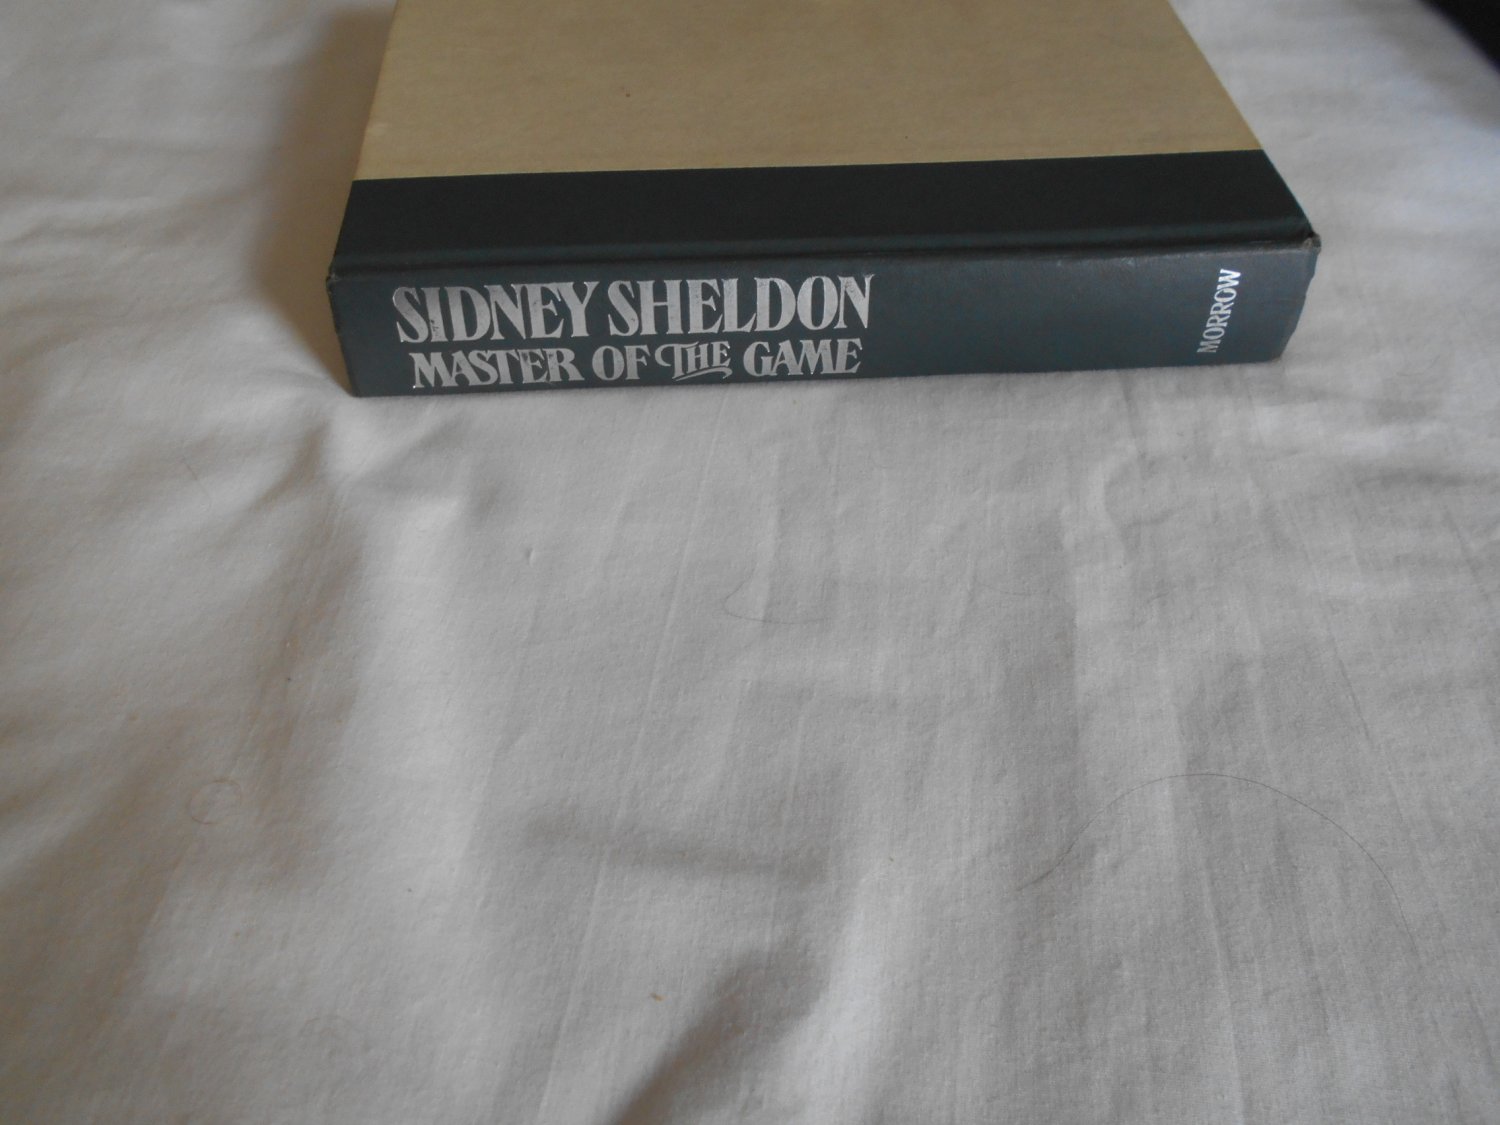 SIDNEY SHELDON
MASTER OF THE GAME
MORROW